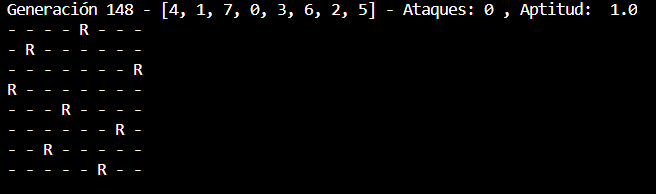 Generación 148 - [4, 1, 7, 0, 3, 6, 2, 5] - Ataques: 0 , Aptitud:  1.0
- - - - R - - -
- R - - - - - -
- - - - - - - R
R - - - - - - -
- - - R - - - -
- - - - - - R -
- - R - - - - -
- - - - - R - -